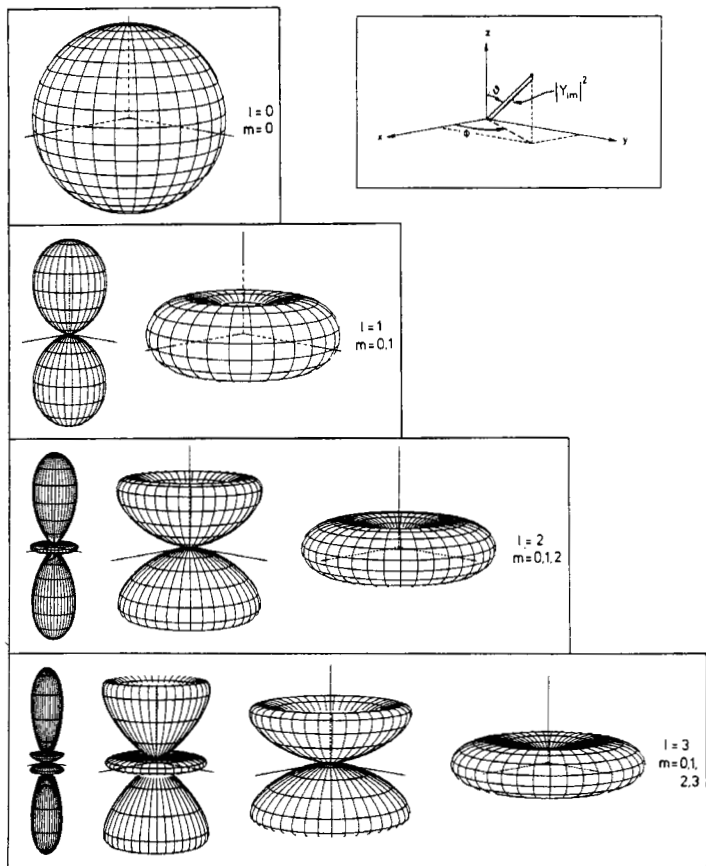 l = 0
m = 0
z
ϑ
|Y_lm|²
x
ϕ
y
l = 1
m = 0,1
l = 2
m = 0,1,2
l = 3
m = 0,1,
2,3